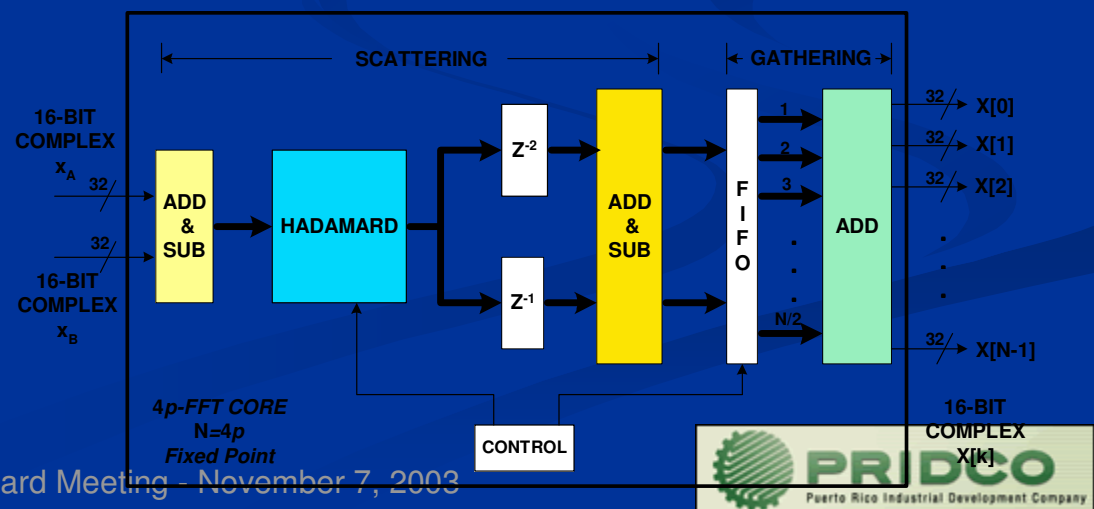 SCATTERING
GATHERING
16-BIT
COMPLEX
xA
32
ADD
&
SUB
HADAMARD
Z-2
Z-1
ADD
&
SUB
F
I
F
O
1
2
3
.
.
.
N/2
ADD
32
X[0]
32
X[1]
32
X[2]
.
.
.
32
X[N-1]
32
16-BIT
COMPLEX
xB
4p-FFT CORE
N=4p
Fixed Point
CONTROL
16-BIT
COMPLEX
X[k]
ard Meeting - November 7, 2003
PRIDCO
Puerto Rico Industrial Development Company